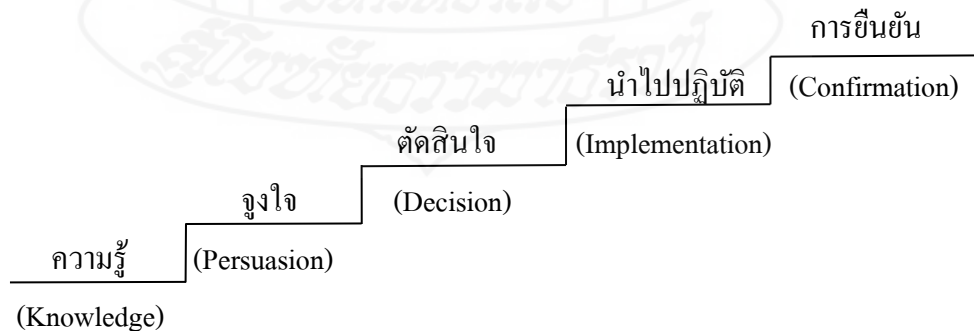 การยืนยัน
(Confirmation)
นำไปปฏิบัติ
(Implementation)
ตัดสินใจ
(Decision)
จูงใจ
(Persuasion)
ความรู้
(Knowledge)